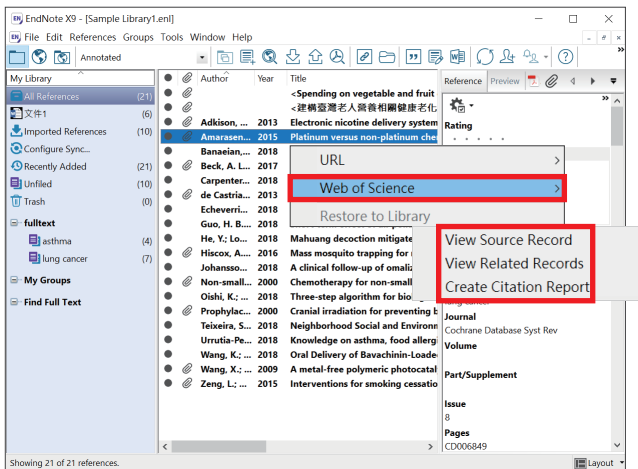 EndNote X9 - [Sample Library1.enl]
File Edit References Groups Tools Window Help
Annotated
My Library
All References (21)
文件1 (6)
Imported References (10)
Configure Sync...
Recently Added (21)
Unfiled (10)
Trash (0)
fulltext
asthma (4)
lung cancer (7)
My Groups
Find Full Text
Author Year Title
<Spending on vegetable and fruit
<建構臺灣老人營養相關健康老化
Adkison, ... 2013 Electronic nicotine delivery system
Amarasen... 2015 Platinum versus non-platinum che
Banaeian,... 2018
Beck, A. L... 2017
Carpenter... 2018
de Castria... 2013
Echeverri... 2018
Guo, H. B.... 2018
He, Y.; Lo... 2018 Mahuang decoction mitigate
Hiscox, A.... 2016 Mass mosquito trapping for
Johansso... 2018 A clinical follow-up of omaliz
Non-small... 2000 Chemotherapy for non-small
Oishi, K.; ... 2018 Three-step algorithm for bio
Prophylac... 2000 Cranial irradiation for preventing b
Teixeira, S... 2018 Neighborhood Social and Environn
Urrutia-Pe... 2018 Knowledge on asthma, food allergi
Wang, K.; ... 2018 Oral Delivery of Bavachinin-Loade
Wang, X.; ... 2009 A metal-free polymeric photocatal
Zeng, L.; ... 2015 Interventions for smoking cessatio
URL
Web of Science
Restore to Library
View Source Record
View Related Records
Create Citation Report
Reference Preview
Rating
lung cancer
Journal
Cochrane Database Syst Rev
Volume
Part/Supplement
Issue
8
Pages
CD006849
Showing 21 of 21 references.
Layout